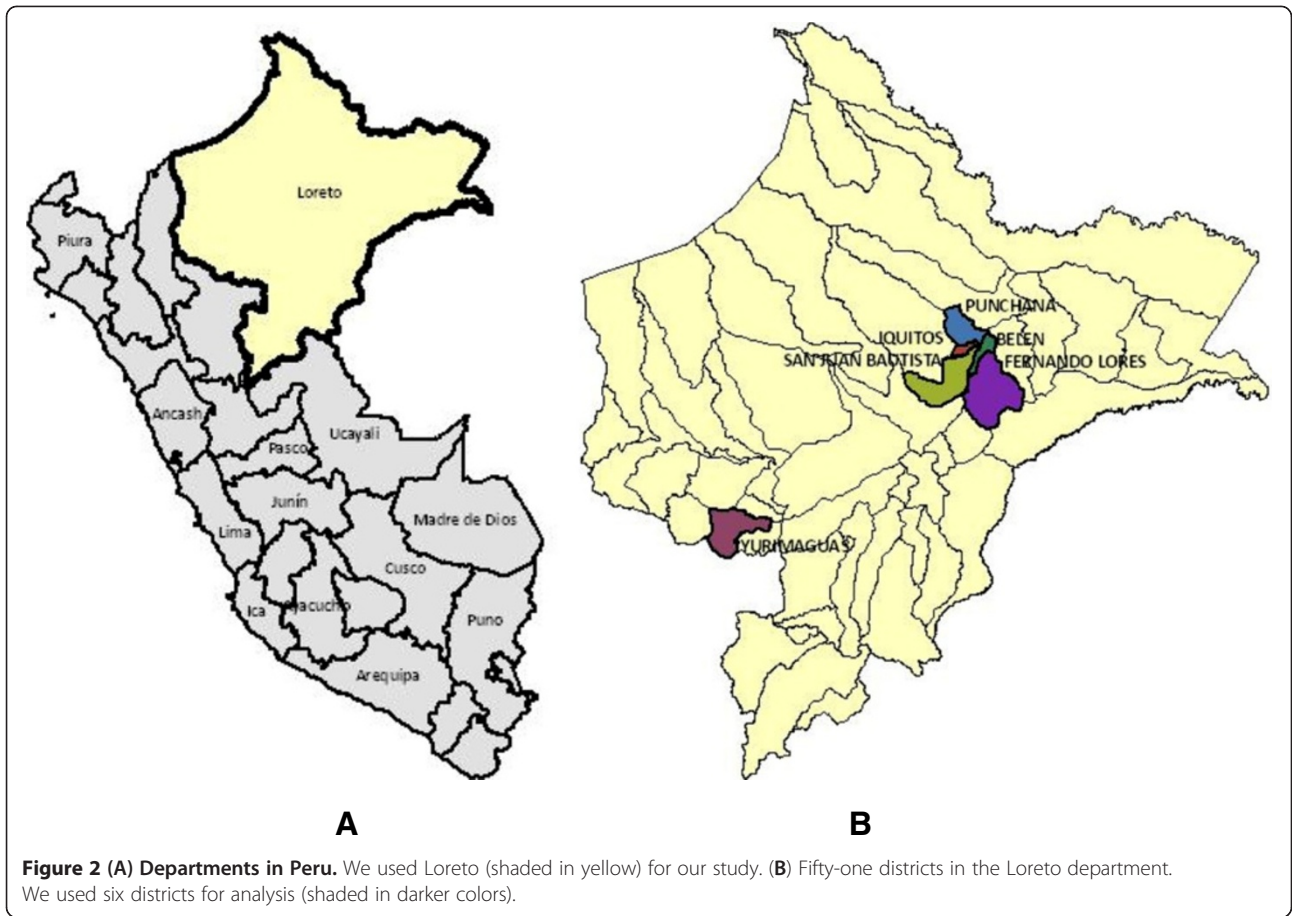 Loreto
Piura
Ancash
Ucayali
Pasco
Junín
Madre de Dios
Lima
Cusco
Ica
Ayacucho
Puno
Arequipa
A
PUNCHANA
IQUITOS
BELEN
SAN JUAN BAUTISTA
FERNANDO LORES
YURIMAGUAS
B
Figure 2 (A) Departments in Peru. We used Loreto (shaded in yellow) for our study. (B) Fifty-one districts in the Loreto department.
We used six districts for analysis (shaded in darker colors).